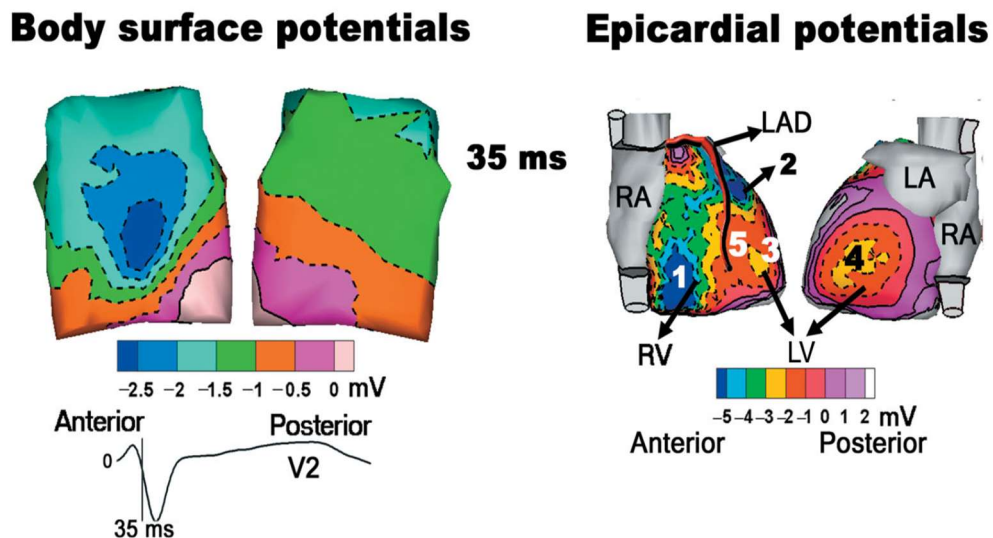 Body surface potentials
Epicardial potentials
35 ms
LAD
2
RA
LA
RA
5
3
4
1
RV
LV
−2.5 −2 −1.5 −1 −0.5 0 mV
−5 −4 −3 −2 −1 0 1 2 mV
Anterior
Posterior
Anterior
Posterior
0
V2
35 ms